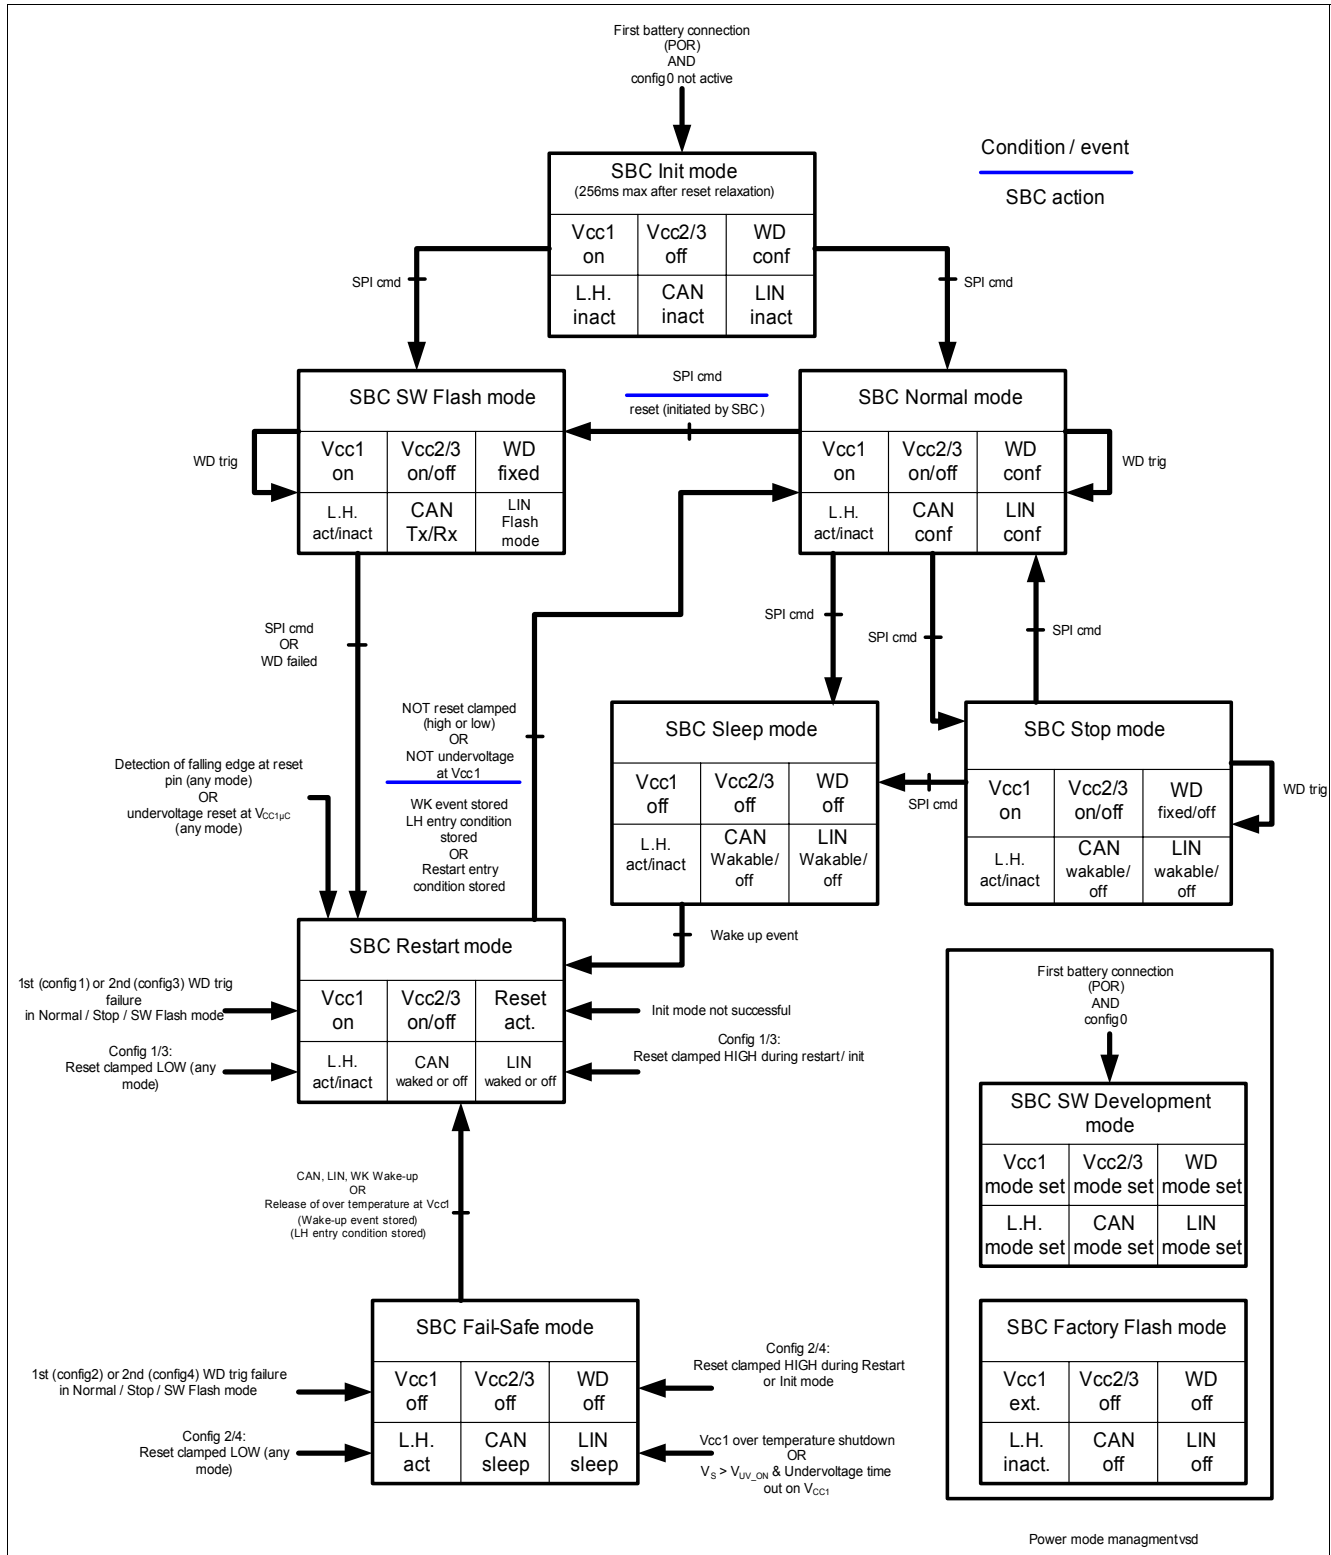 First battery connection
(POR)
AND
config0 not active
Condition / event
SBC action
SBC Init mode
(256ms max after reset relaxation)
Vcc1
on
Vcc2/3
off
WD
conf
L.H.
inact
CAN
inact
LIN
inact
SPI cmd
SPI cmd
SBC SW Flash mode
Vcc1
on
Vcc2/3
on/off
WD
fixed
L.H.
act/inact
CAN
Tx/Rx
LIN
Flash
mode
WD trig
SPI cmd
reset (initiated by SBC)
SBC Normal mode
Vcc1
on
Vcc2/3
on/off
WD
conf
L.H.
act/inact
CAN
conf
LIN
conf
WD trig
SPI cmd
OR
WD failed
SPI cmd
SPI cmd
SPI cmd
NOT reset clamped
(high or low)
OR
NOT undervoltage
at Vcc1
WK event stored
LH entry condition
stored
OR
Restart entry
condition stored
Detection of falling edge at reset
pin (any mode)
OR
undervoltage reset at VCC1µC
(any mode)
SBC Sleep mode
Vcc1
off
Vcc2/3
off
WD
off
L.H.
act/inact
CAN
Wakable/
off
LIN
Wakable/
off
SPI cmd
SBC Stop mode
Vcc1
on
Vcc2/3
on/off
WD
fixed/off
L.H.
act/inact
CAN
wakable/
off
LIN
wakable/
off
WD trig
Wake up event
SBC Restart mode
Vcc1
on
Vcc2/3
on/off
Reset
act.
L.H.
act/inact
CAN
waked or off
LIN
waked or off
1st (config1) or 2nd (config3) WD trig
failure
in Normal / Stop / SW Flash mode
Config 1/3:
Reset clamped LOW (any
mode)
Init mode not successful
Config 1/3:
Reset clamped HIGH during restart/ init
CAN, LIN, WK Wake-up
OR
Release of over temperature at Vcc1
(Wake-up event stored)
(LH entry condition stored)
SBC Fail-Safe mode
Vcc1
off
Vcc2/3
off
WD
off
L.H.
act
CAN
sleep
LIN
sleep
1st (config2) or 2nd (config4) WD trig failure
in Normal / Stop / SW Flash mode
Config 2/4:
Reset clamped LOW (any
mode)
Config 2/4:
Reset clamped HIGH during Restart
or Init mode
Vcc1 over temperature shutdown
OR
VS > VUV_ON & Undervoltage time
out on VCC1
First battery connection
(POR)
AND
config0
SBC SW Development
mode
Vcc1
mode set
Vcc2/3
mode set
WD
mode set
L.H.
mode set
CAN
mode set
LIN
mode set
SBC Factory Flash mode
Vcc1
ext.
Vcc2/3
off
WD
off
L.H.
inact.
CAN
off
LIN
off
Power mode managmentvsd